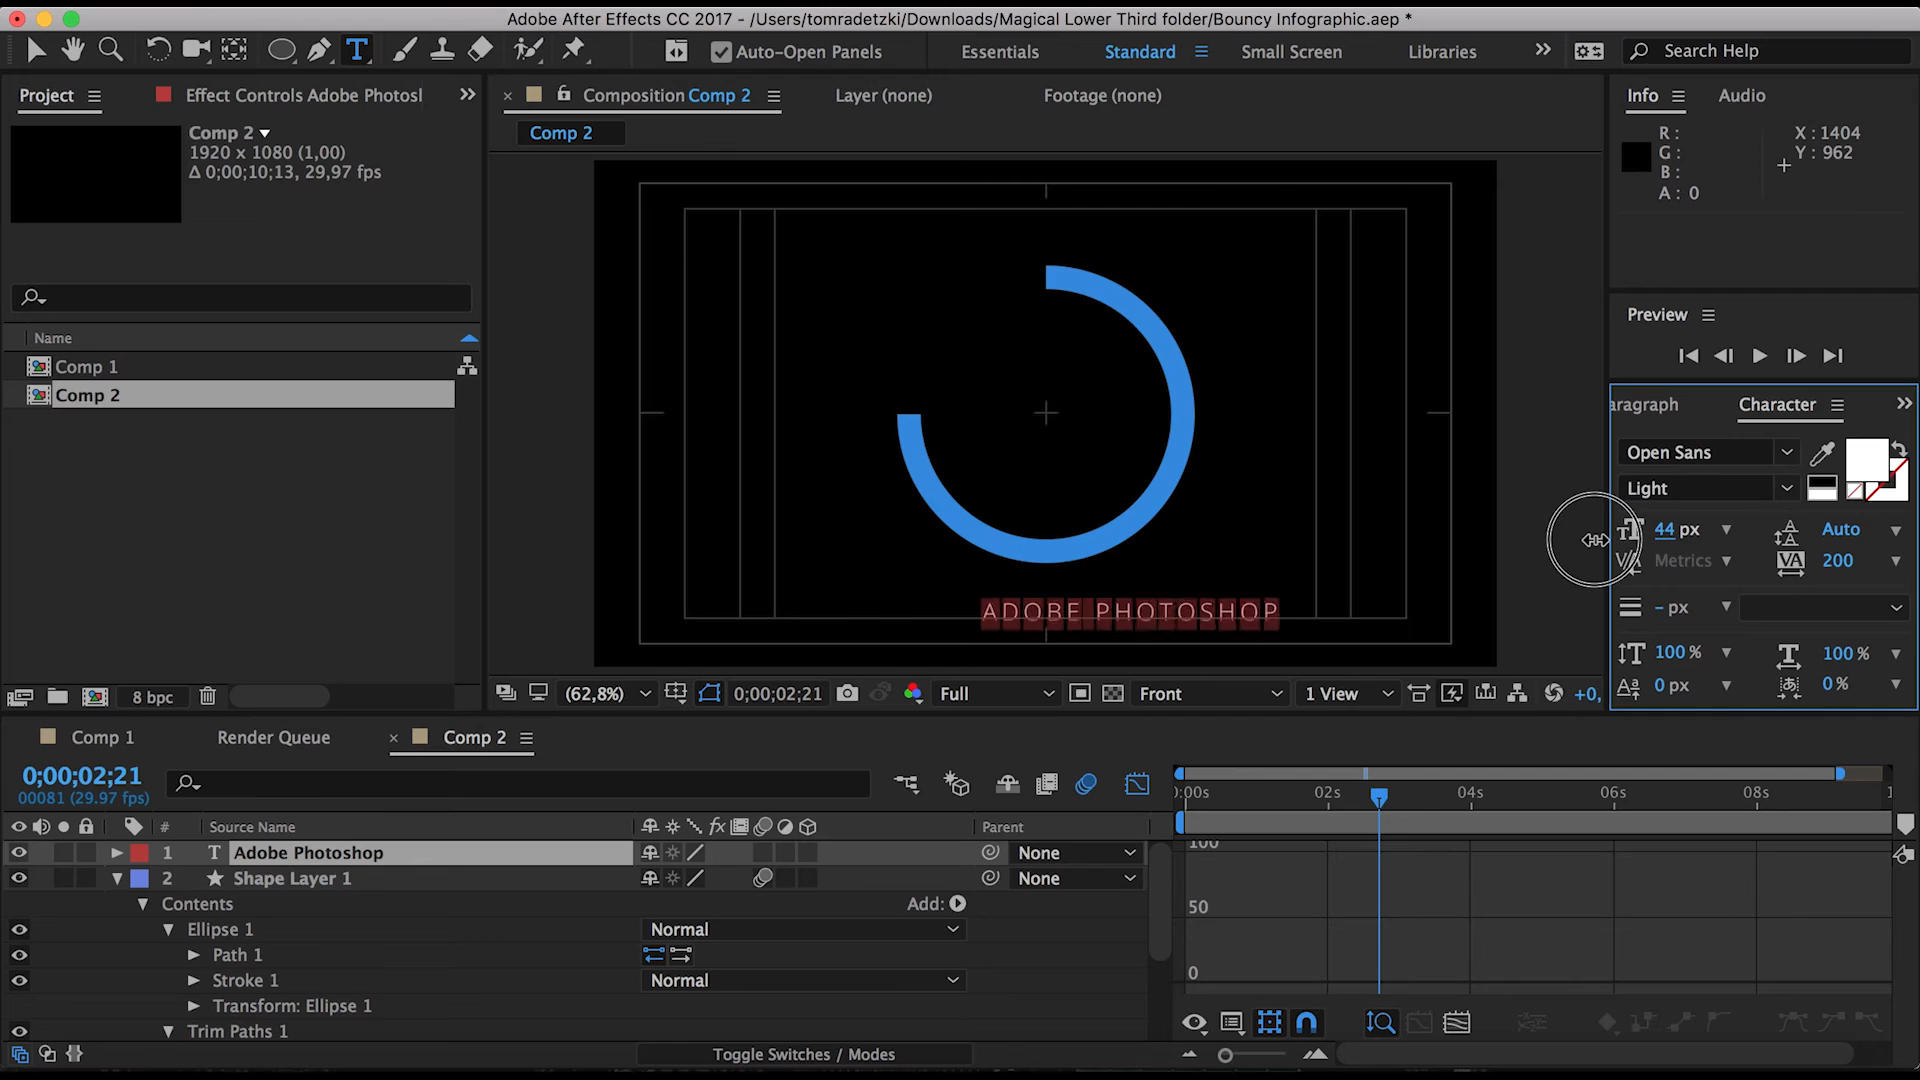 Adobe After Effects CC 2017 - /Users/tomradetzki/Downloads/Magical Lower Third folder/Bouncy Infographic.aep *
Auto-Open Panels
Essentials
Standard
Small Screen
Libraries
Search Help
Project
Effect Controls Adobe Photosl
Composition Comp 2
Layer (none)
Footage (none)
Info
Audio
Comp 2
1920 x 1080 (1,00)
Δ 0;00;10;13, 29,97 fps
Comp 2
R :
G :
B :
A : 0
X : 1404
Y : 962
Name
Comp 1
Comp 2
Preview
aragraph
Character
Open Sans
Light
44 px
Auto
Metrics
200
- px
100 %
100 %
0 px
0 %
ADOBE PHOTOSHOP
8 bpc
(62,8%)
0;00;02;21
Full
Front
1 View
+0,
Comp 1
Render Queue
Comp 2
0;00;02;21
00081 (29.97 fps)
#
Source Name
fx
Parent
1
T
Adobe Photoshop
None
2
Shape Layer 1
None
Contents
Add:
Ellipse 1
Normal
Path 1
Stroke 1
Normal
Transform: Ellipse 1
Trim Paths 1
Toggle Switches / Modes
:00s
02s
04s
06s
08s
1
100
50
0